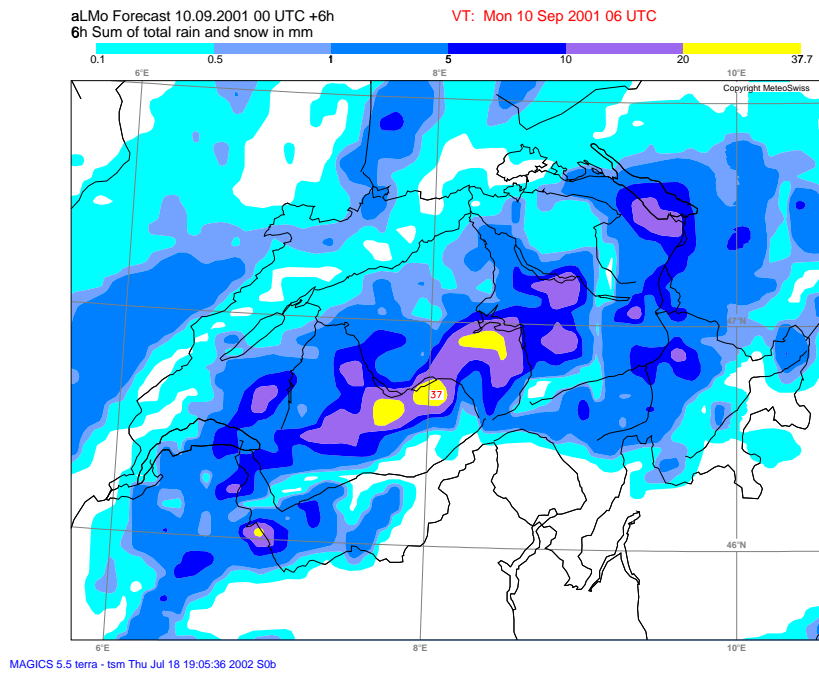 aLMo Forecast 10.09.2001 00 UTC +6h VT: Mon 10 Sep 2001 06 UTC
6h Sum of total rain and snow in mm
0.1 0.5 1 5 10 20 37.7
6°E 8°E 10°E
Copyright MeteoSwiss
47°N
37
46°N
6°E 8°E 10°E
MAGICS 5.5 terra - tsm Thu Jul 18 19:05:36 2002 S0b